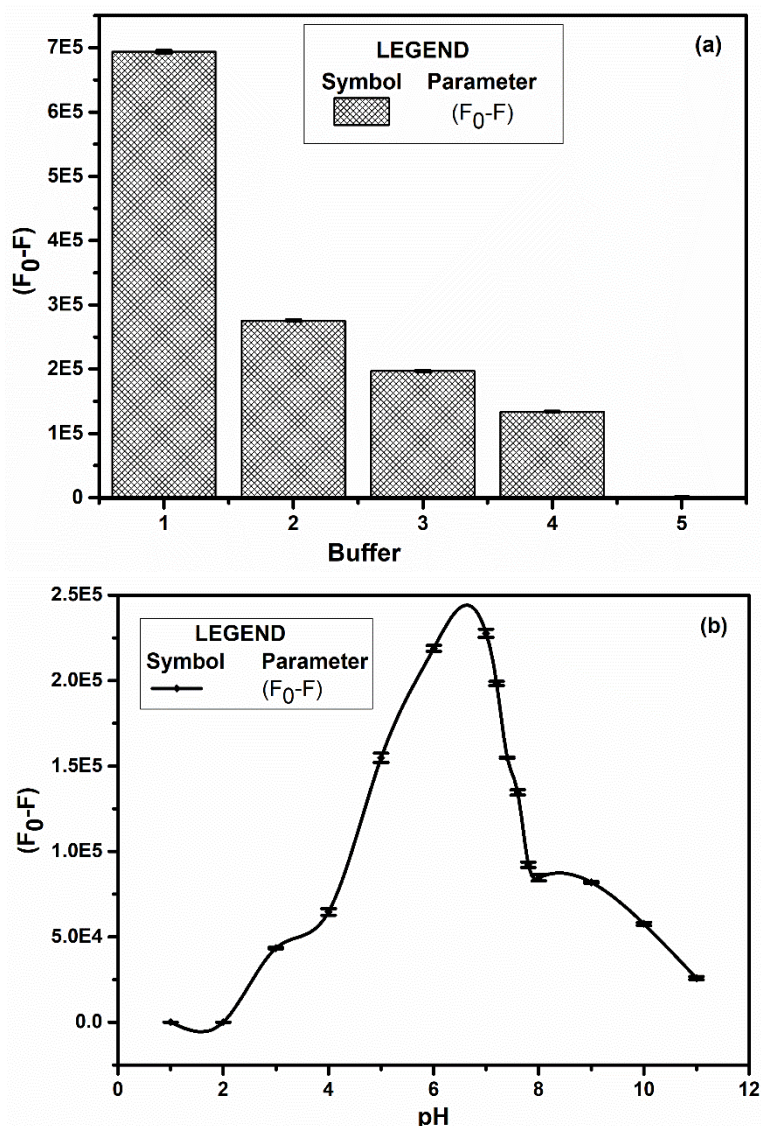 (a)
LEGEND
Symbol Parameter
(F0-F)
7E5
6E5
5E5
4E5
3E5
2E5
1E5
0
(F0-F)
1 2 3 4 5
Buffer
(b)
LEGEND
Symbol Parameter
(F0-F)
2.5E5
2.0E5
1.5E5
1.0E5
5.0E4
0.0
(F0-F)
0 2 4 6 8 10 12
pH